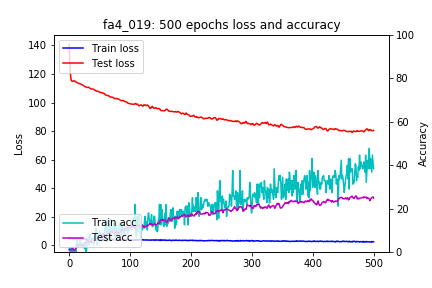 fa4_019: 500 epochs loss and accuracy
140
120
100
80
60
40
20
0
Loss
Train loss
Test loss
Train acc
Test acc
100
80
60
40
20
0
Accuracy
0
100
200
300
400
500